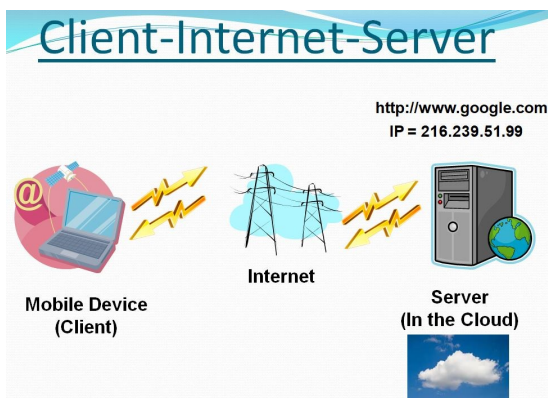 Client-Internet-Server
http://www.google.com
IP = 216.239.51.99
@
Internet
Mobile Device
(Client)
Server
(In the Cloud)